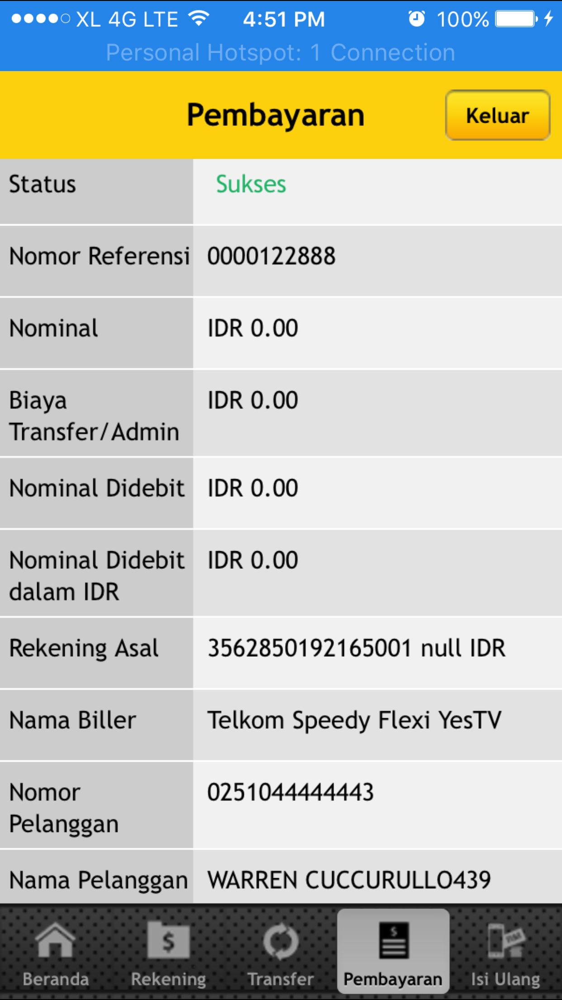 XL 4G LTE 4:51 PM 100%
Personal Hotspot: 1 Connection
Pembayaran Keluar
Status Sukses
Nomor Referensi 0000122888
Nominal IDR 0.00
Biaya IDR 0.00
Transfer/Admin
Nominal Didebit IDR 0.00
Nominal Didebit IDR 0.00
dalam IDR
Rekening Asal 3562850192165001 null IDR
Nama Biller Telkom Speedy Flexi YesTV
Nomor 0251044444443
Pelanggan
Nama Pelanggan WARREN CUCCURULLO439
Beranda Rekening Transfer Pembayaran Isi Ulang